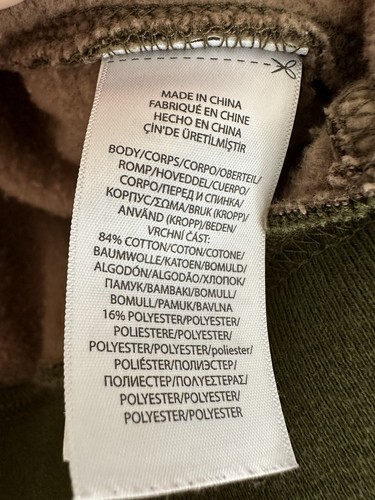 MADE IN CHINA
FABRIQUÉ EN CHINE
HECHO EN CHINA
ÇİN'DE ÜRETİLMİŞTİR
BODY/CORPS/CORPO/OBERTEIL/
ROMP/HOVEDDEL/CUERPO/
CORPO/ПЕРЕД И СПИНКА/
КОРПУС/ΣΩΜΑ/BRUK (KROPP)/
ANVÄND (KROPP)/BEDEN/
VRCHNÍ ČÁST:
84% COTTON/COTON/COTONE/
BAUMWOLLE/KATOEN/BOMULD/
ALGODÓN/ALGODÃO/ХЛОПОК/
ПАМУК/BAMBAKI/BOMULL/
BOMULL/PAMUK/BAVLNA
16% POLYESTER/POLYESTER/
POLIESTERE/POLYESTER/
POLYESTER/POLYESTER/poliester/
POLIÉSTER/ПОЛИЭСТЕР/
ПОЛИЕСТЕР/ΠΟΛΥΕΣΤΕΡΑΣ/
POLYESTER/POLYESTER/
POLYESTER/POLYESTER